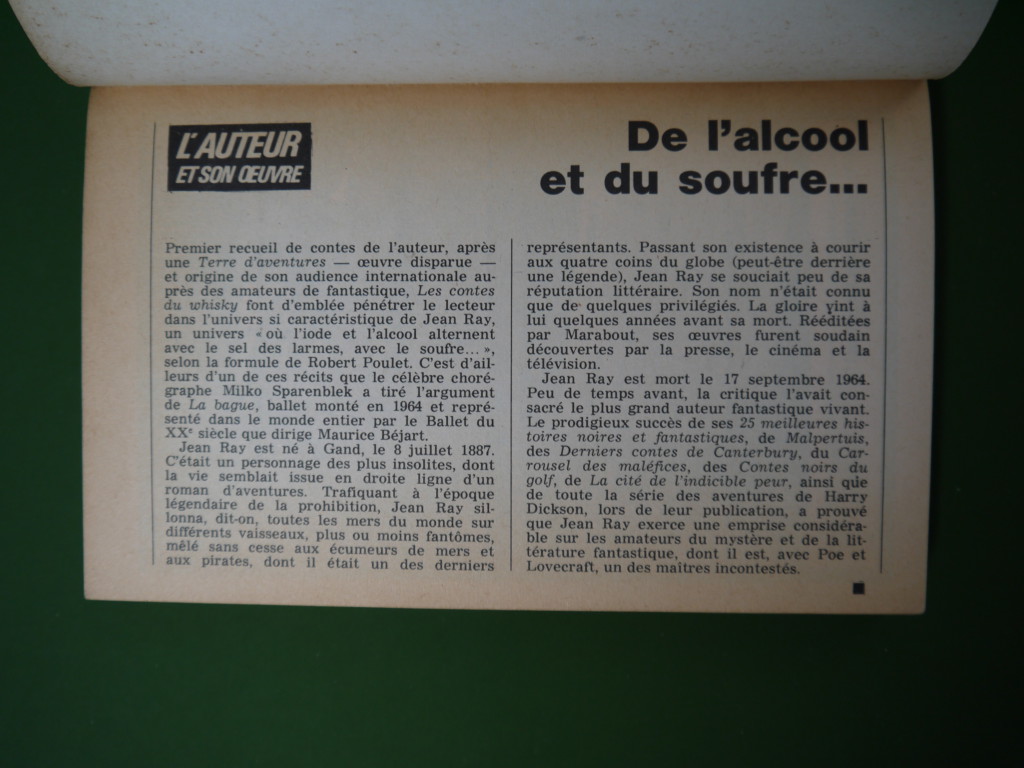 L'AUTEUR
ET SON ŒUVRE
De l'alcool
et du soufre...
Premier recueil de contes de l'auteur, après
une Terre d'aventures — œuvre disparue —
et origine de son audience internationale au-
près des amateurs de fantastique, Les contes
du whisky font d'emblée pénétrer le lecteur
dans l'univers si caractéristique de Jean Ray,
un univers « où l'iode et l'alcool alternent
avec le sel des larmes, avec le soufre... »,
selon la formule de Robert Poulet. C'est d'ail-
leurs d'un de ces récits que le célèbre choré-
graphe Milko Sparenblek a tiré l'argument
de La bague, ballet monté en 1964 et repré-
senté dans le monde entier par le Ballet du
XXe siècle que dirige Maurice Béjart.
Jean Ray est né à Gand, le 8 juillet 1887.
C'était un personnage des plus insolites, dont
la vie semblait issue en droite ligne d'un
roman d'aventures. Trafiquant à l'époque
légendaire de la prohibition, Jean Ray sil-
lonna, dit-on, toutes les mers du monde sur
différents vaisseaux, plus ou moins fantômes,
mêlé sans cesse aux écumeurs de mers et
aux pirates, dont il était un des derniers
représentants. Passant son existence à courir
aux quatre coins du globe (peut-être derrière
une légende), Jean Ray se souciait peu de sa
réputation littéraire. Son nom n'était connu
que de quelques privilégiés. La gloire vint à
lui quelques années avant sa mort. Rééditées
par Marabout, ses œuvres furent soudain
découvertes par la presse, le cinéma et la
télévision.
Jean Ray est mort le 17 septembre 1964.
Peu de temps avant, la critique l'avait con-
sacré le plus grand auteur fantastique vivant.
Le prodigieux succès de ses 25 meilleures his-
toires noires et fantastiques, de Malpertuis,
des Derniers contes de Canterbury, du Car-
rousel des maléfices, des Contes noirs du
golf, de La cité de l'indicible peur, ainsi que
de toute la série des aventures de Harry
Dickson, lors de leur publication, a prouvé
que Jean Ray exerce une emprise considéra-
ble sur les amateurs du mystère et de la lit-
térature fantastique, dont il est, avec Poe et
Lovecraft, un des maîtres incontestés.